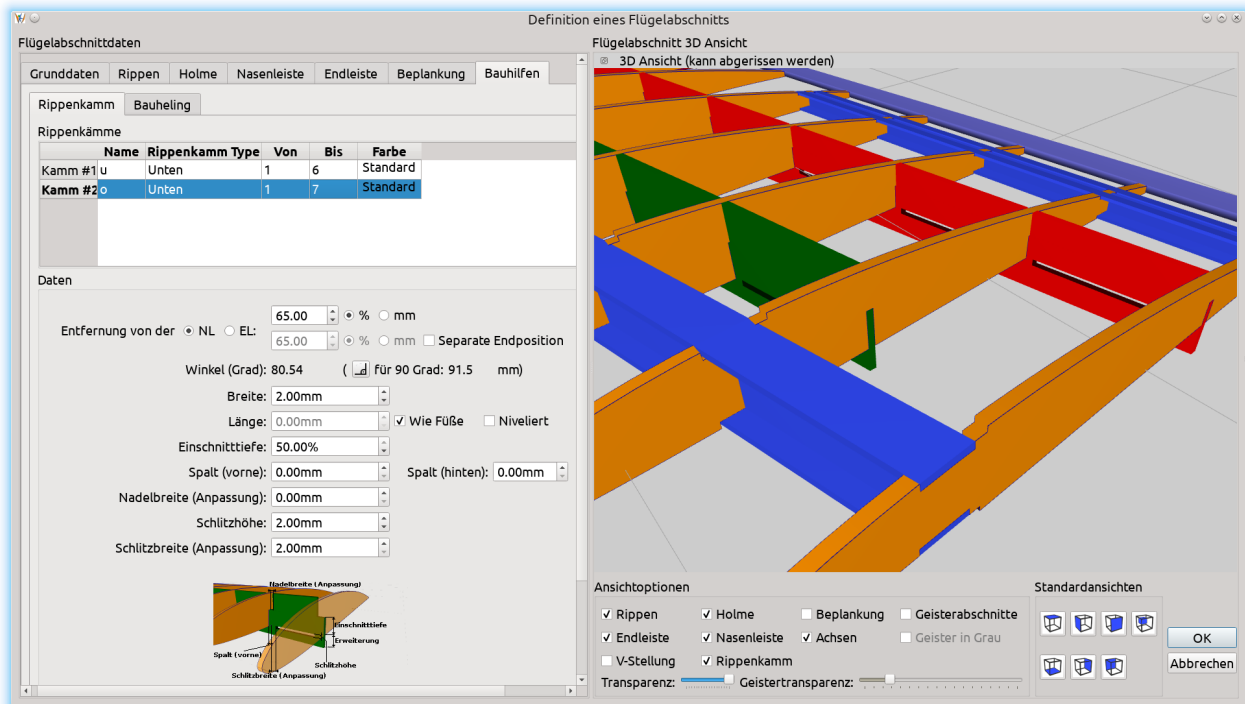 Definition eines Flügelabschnitts
Flügelabschnittdaten
Grunddaten Rippen Holme Nasenleiste Endleiste Beplankung Bauhilfen
Rippenkamm Bauheling
Rippenkämme
Name Rippenkamm Type Von Bis Farbe
Kamm #1 u Unten 1 6 Standard
Kamm #2 o Unten 1 7 Standard
Daten
Entfernung von der NL EL:
65.00 % mm
65.00 % mm Separate Endposition
Winkel (Grad): 80.54 ( für 90 Grad: 91.5 mm)
Breite: 2.00mm
Länge: 0.00mm Wie Füße Niveliert
Einschnitttiefe: 50.00%
Spalt (vorne): 0.00mm Spalt (hinten): 0.00mm
Nadelbreite (Anpassung): 0.00mm
Schlitzhöhe: 2.00mm
Schlitzbreite (Anpassung): 2.00mm
Nadelbreite (Anpassung)
Einschnitttiefe
Erweiterung
Spalt (vorne)
Schlitzhohe
Schlitzbreite (Anpassung)
Flügelabschnitt 3D Ansicht
3D Ansicht (kann abgerissen werden)
Ansichtoptionen
Rippen Holme Beplankung Geisterabschnitte
Endleiste Nasenleiste Achsen Geister in Grau
V-Stellung Rippenkamm
Transparenz: Geistertransparenz:
Standardansichten
OK
Abbrechen